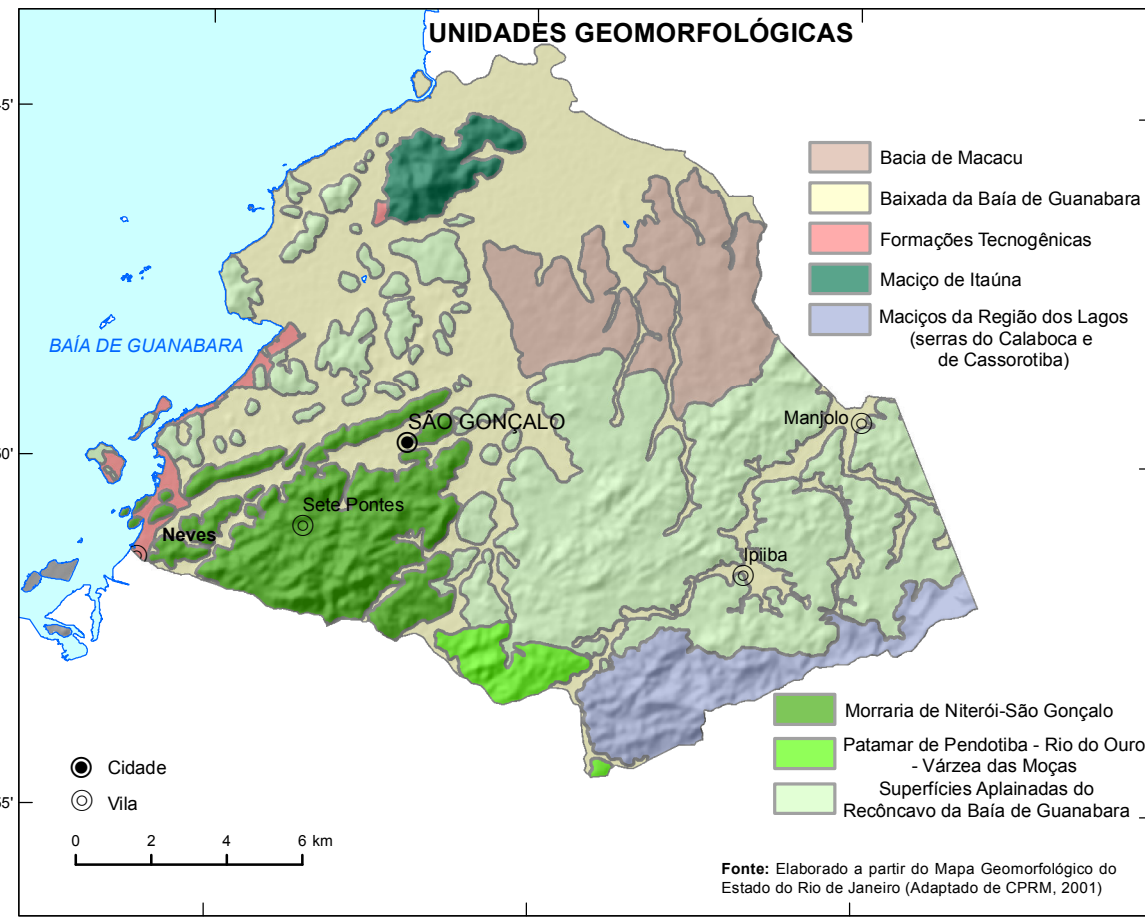 UNIDADES GEOMORFOLÓGICAS
45'
Bacia de Macacu
Baixada da Baía de Guanabara
Formações Tecnogênicas
Maciço de Itaúna
Maciços da Região dos Lagos
(serras do Calaboca e
de Cassorotiba)
BAÍA DE GUANABARA
SÃO GONÇALO
Manjolo
50'
Sete Pontes
Neves
Ipiiba
Morraria de Niterói-São Gonçalo
Patamar de Pendotiba - Rio do Ouro
- Várzea das Moças
Superfícies Aplainadas do
Recôncavo da Baía de Guanabara
Cidade
Vila
55'
0 2 4 6 km
Fonte: Elaborado a partir do Mapa Geomorfológico do
Estado do Rio de Janeiro (Adaptado de CPRM, 2001)